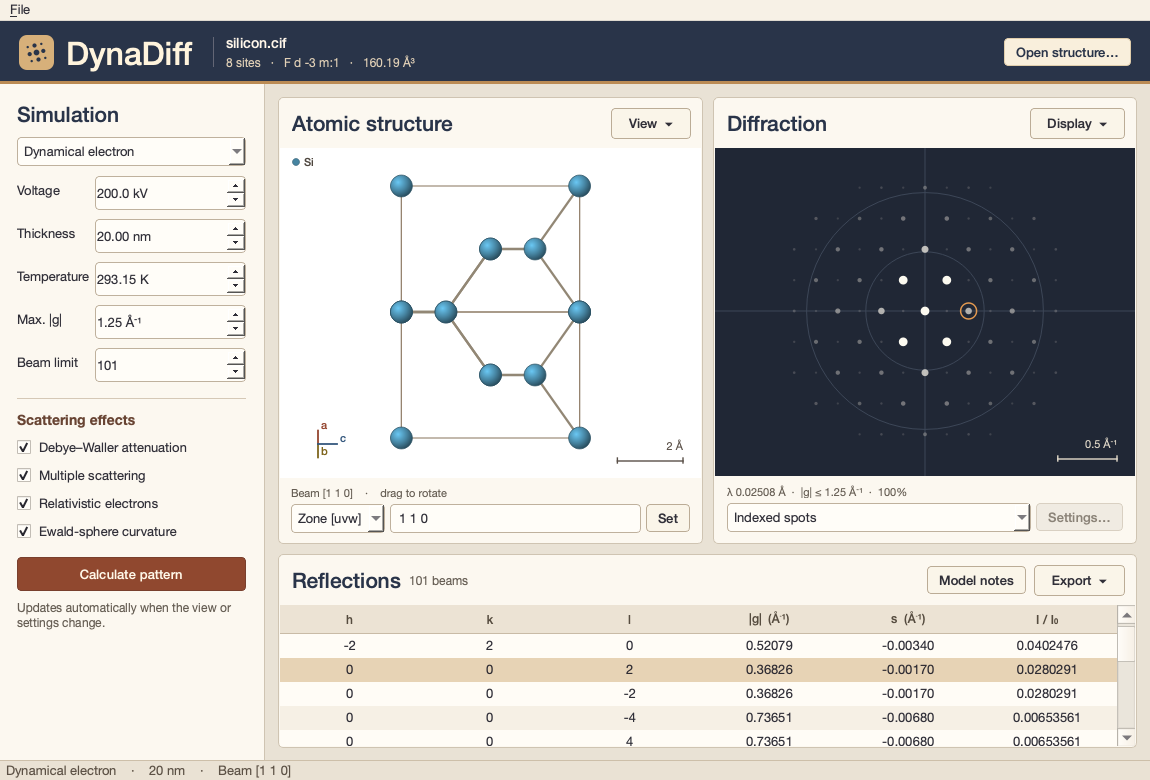 File
DynaDiff
silicon.cif
8 sites · F d -3 m:1 · 160.19 Å³
Open structure...
Simulation
Dynamical electron
Voltage 200.0 kV
Thickness 20.00 nm
Temperature 293.15 K
Max. |g| 1.25 Å⁻¹
Beam limit 101
Scattering effects
Debye–Waller attenuation
Multiple scattering
Relativistic electrons
Ewald-sphere curvature
Calculate pattern
Updates automatically when the view or
settings change.
Atomic structure
View
Si
a
c
b
2 Å
Beam [1 1 0] · drag to rotate
Zone [uvw] 1 1 0 Set
Diffraction
Display
0.5 Å⁻¹
λ 0.02508 Å · |g| ≤ 1.25 Å⁻¹ · 100%
Indexed spots Settings...
Reflections 101 beams
Model notes Export
h k l |g| (Å⁻¹) s (Å⁻¹) I / I₀
-2 2 0 0.52079 -0.00340 0.0402476
0 0 2 0.36826 -0.00170 0.0280291
0 0 -2 0.36826 -0.00170 0.0280291
0 0 -4 0.73651 -0.00680 0.00653561
0 0 4 0.73651 -0.00680 0.00653561
Dynamical electron · 20 nm · Beam [1 1 0]